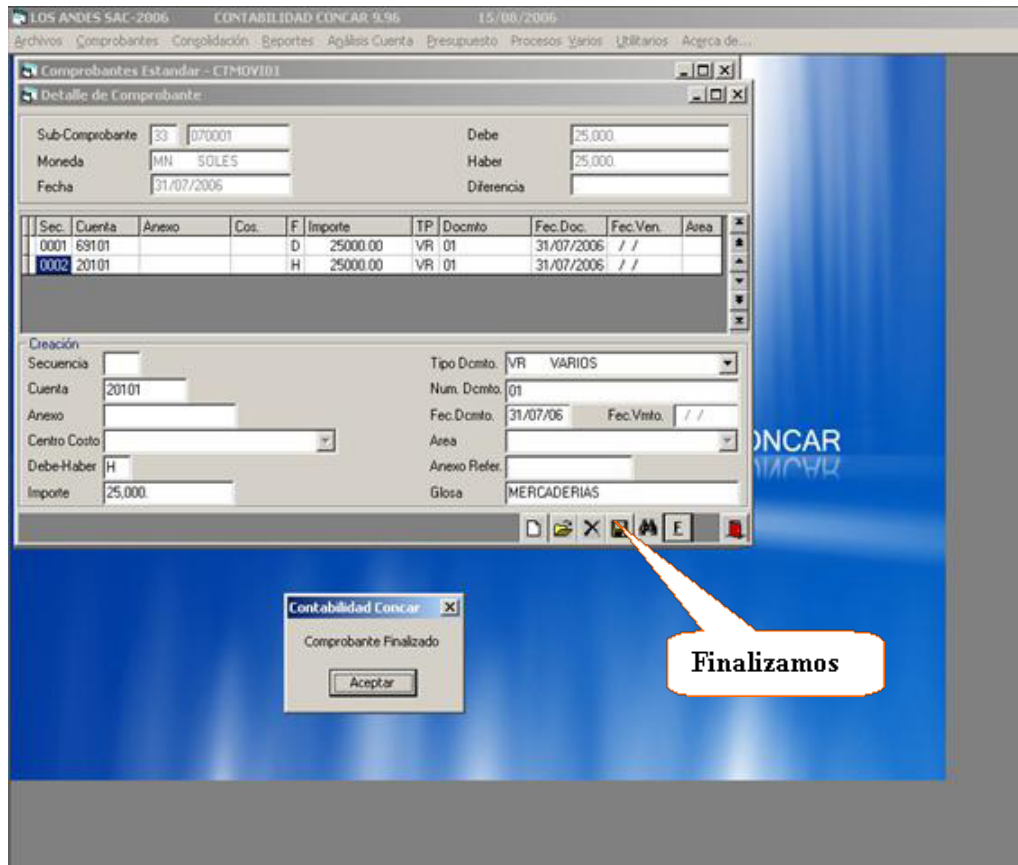 LOS ANDES SAC-2006 CONTABILIDAD CONCAR 9.96 15/08/2006
Archivos Comprobantes Consolidación Reportes Análisis Cuenta Presupuesto Procesos Varios Utilitarios Acerca de...
Comprobantes Estandar - CTMOVI01
Detalle de Comprobante
Sub-Comprobante 33 070001 Debe 25,000.
Moneda MN SOLES Haber 25,000.
Fecha 31/07/2006 Diferencia
Sec. Cuenta Anexo Cos. F Importe TP Docmto Fec.Doc. Fec.Ven. Area
0001 69101 D 25000.00 VR 01 31/07/2006 / /
0002 20101 H 25000.00 VR 01 31/07/2006 / /
Creación
Secuencia Tipo Dcmto. VR VARIOS
Cuenta 20101 Num. Dcmto. 01
Anexo Fec.Dcmto. 31/07/06 Fec.Vmto. / /
Centro Costo Area
Debe-Haber H Anexo Refer.
Importe 25,000. Glosa MERCADERIAS
F
ONCAR
Contabilidad Concar
Comprobante Finalizado
Aceptar
Finalizamos